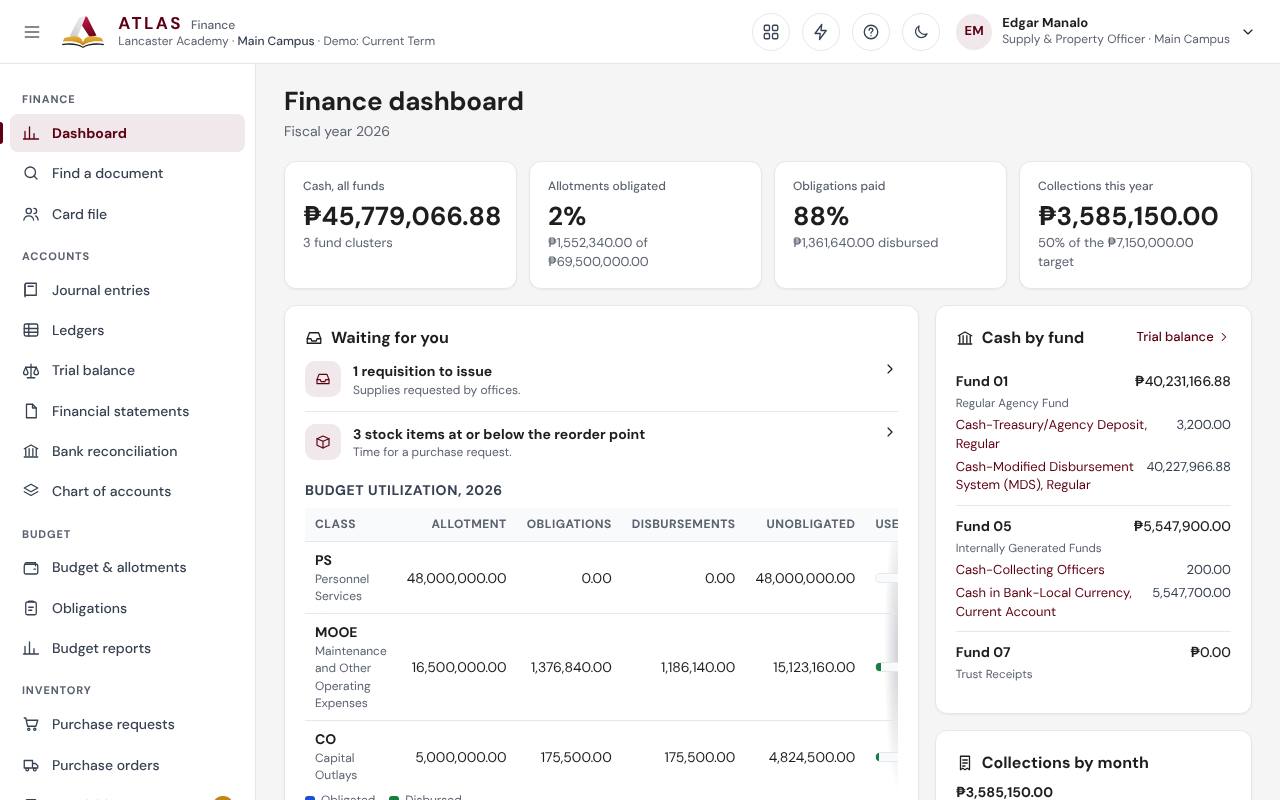 ATLAS Finance
Lancaster Academy · Main Campus · Demo: Current Term
EM
Edgar Manalo
Supply & Property Officer · Main Campus
FINANCE
Dashboard
Find a document
Card file
ACCOUNTS
Journal entries
Ledgers
Trial balance
Financial statements
Bank reconciliation
Chart of accounts
BUDGET
Budget & allotments
Obligations
Budget reports
INVENTORY
Purchase requests
Purchase orders
Finance dashboard
Fiscal year 2026
Cash, all funds
₱45,779,066.88
3 fund clusters
Allotments obligated
2%
₱1,552,340.00 of
₱69,500,000.00
Obligations paid
88%
₱1,361,640.00 disbursed
Collections this year
₱3,585,150.00
50% of the ₱7,150,000.00
target
Waiting for you
1 requisition to issue
Supplies requested by offices.
3 stock items at or below the reorder point
Time for a purchase request.
BUDGET UTILIZATION, 2026
CLASS ALLOTMENT OBLIGATIONS DISBURSEMENTS UNOBLIGATED USE
PS
Personnel
Services
48,000,000.00 0.00 0.00 48,000,000.00
MOOE
Maintenance
and Other
Operating
Expenses
16,500,000.00 1,376,840.00 1,186,140.00 15,123,160.00
CO
Capital
Outlays
5,000,000.00 175,500.00 175,500.00 4,824,500.00
Obligated Disbursed
Cash by fund
Trial balance
Fund 01 ₱40,231,166.88
Regular Agency Fund
Cash-Treasury/Agency Deposit, 3,200.00
Regular
Cash-Modified Disbursement 40,227,966.88
System (MDS), Regular
Fund 05 ₱5,547,900.00
Internally Generated Funds
Cash-Collecting Officers 200.00
Cash in Bank-Local Currency, 5,547,700.00
Current Account
Fund 07 ₱0.00
Trust Receipts
Collections by month
₱3,585,150.00